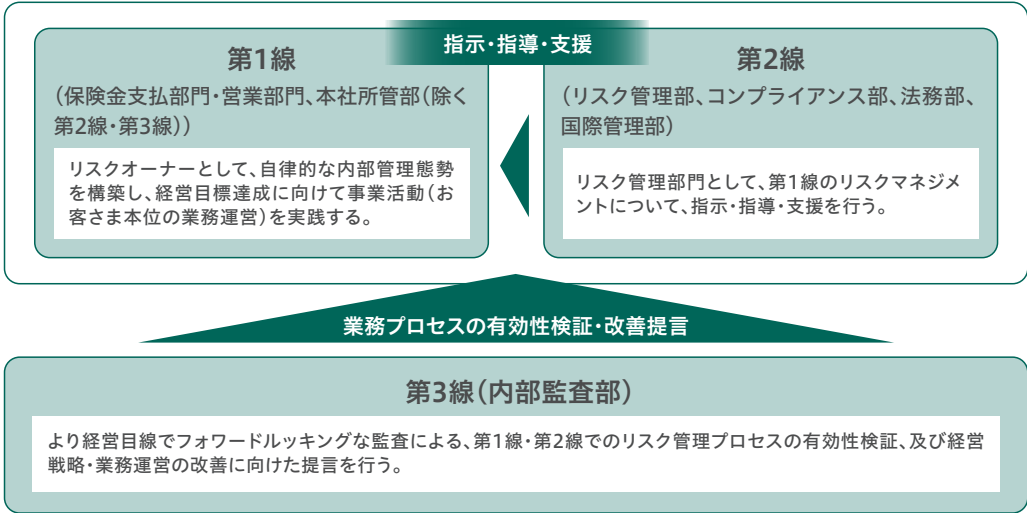 指示・指導・支援
第1線
（保険金支払部門・営業部門、本社所管部（除く
第2線・第3線））
リスクオーナーとして、自律的な内部管理態勢
を構築し、経営目標達成に向けて事業活動（お
客さま本位の業務運営）を実践する。
第2線
（リスク管理部、コンプライアンス部、法務部、
国際管理部）
リスク管理部門として、第1線のリスクマネジメ
ントについて、指示・指導・支援を行う。
業務プロセスの有効性検証・改善提言
第3線（内部監査部）
より経営目線でフォワードルッキングな監査による、第1線・第2線でのリスク管理プロセスの有効性検証、及び経営
戦略・業務運営の改善に向けた提言を行う。